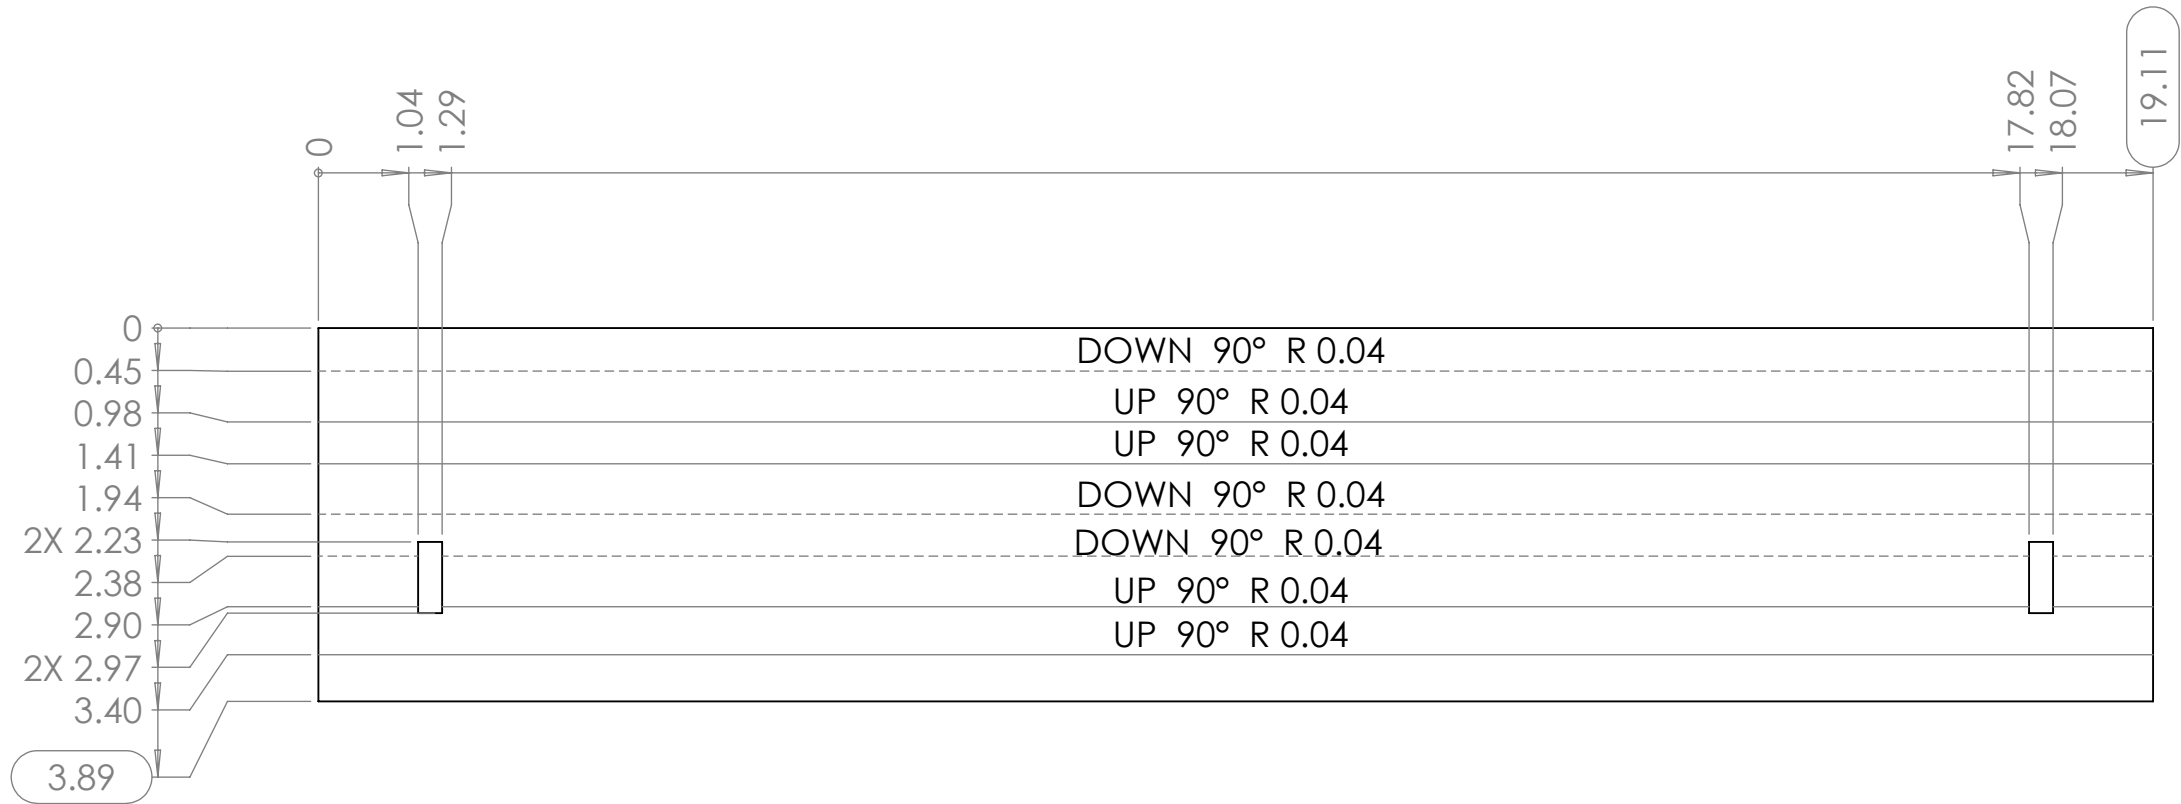 0
1.04
1.29
17.82
18.07
19.11
0
0.45
0.98
1.41
1.94
2X 2.23
2.38
2.90
2X 2.97
3.40
3.89
DOWN 90° R 0.04
UP 90° R 0.04
UP 90° R 0.04
DOWN 90° R 0.04
DOWN 90° R 0.04
UP 90° R 0.04
UP 90° R 0.04